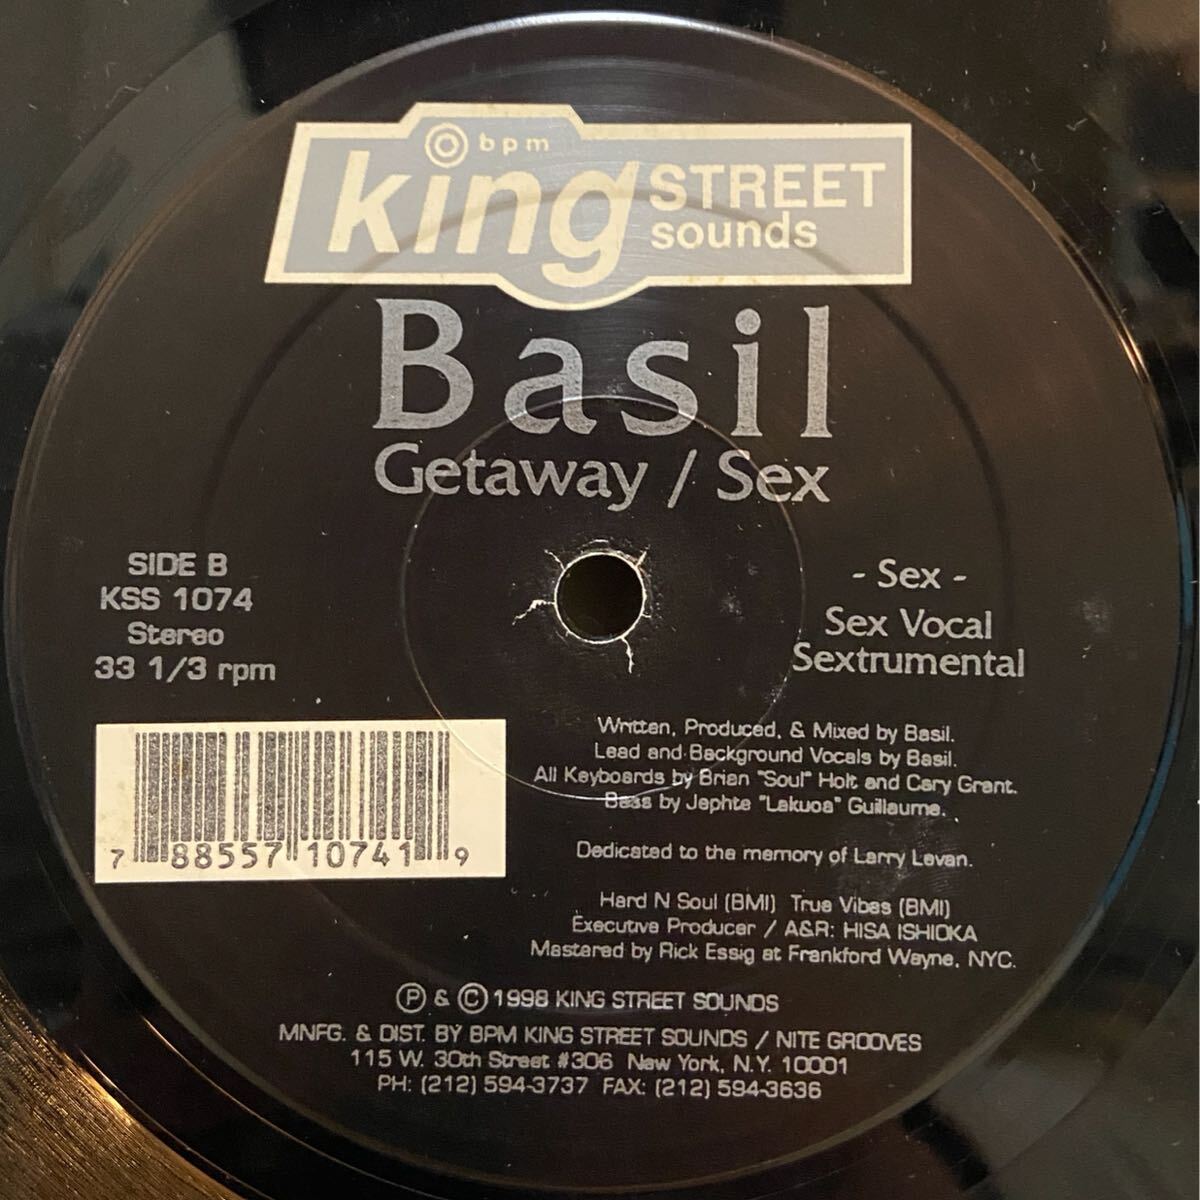 bpm
king STREET sounds
Basil
Getaway / Sex
SIDE B
KSS 1074
Stereo
33 1/3 rpm
- Sex -
Sex Vocal
Sextrumental
Written, Produced, & Mixed by Basil.
Lead and Background Vocals by Basil.
All Keyboards by Brian "Soul" Holt and Cary Grant.
Bass by Jephte "Lakuoa" Guillaume.
Dedicated to the memory of Larry Levan.
7 88557 10741 9
Hard N Soul (BMI) True Vibes (BMI)
Executive Producer / A&R: HISA ISHIOKA
Mastered by Rick Essig at Frankford Wayne, NYC.
Ⓟ & © 1998 KING STREET SOUNDS
MNFG. & DIST. BY BPM KING STREET SOUNDS / NITE GROOVES
115 W. 30th Street #306 New York, N.Y. 10001
PH: (212) 594-3737 FAX: (212) 594-3636